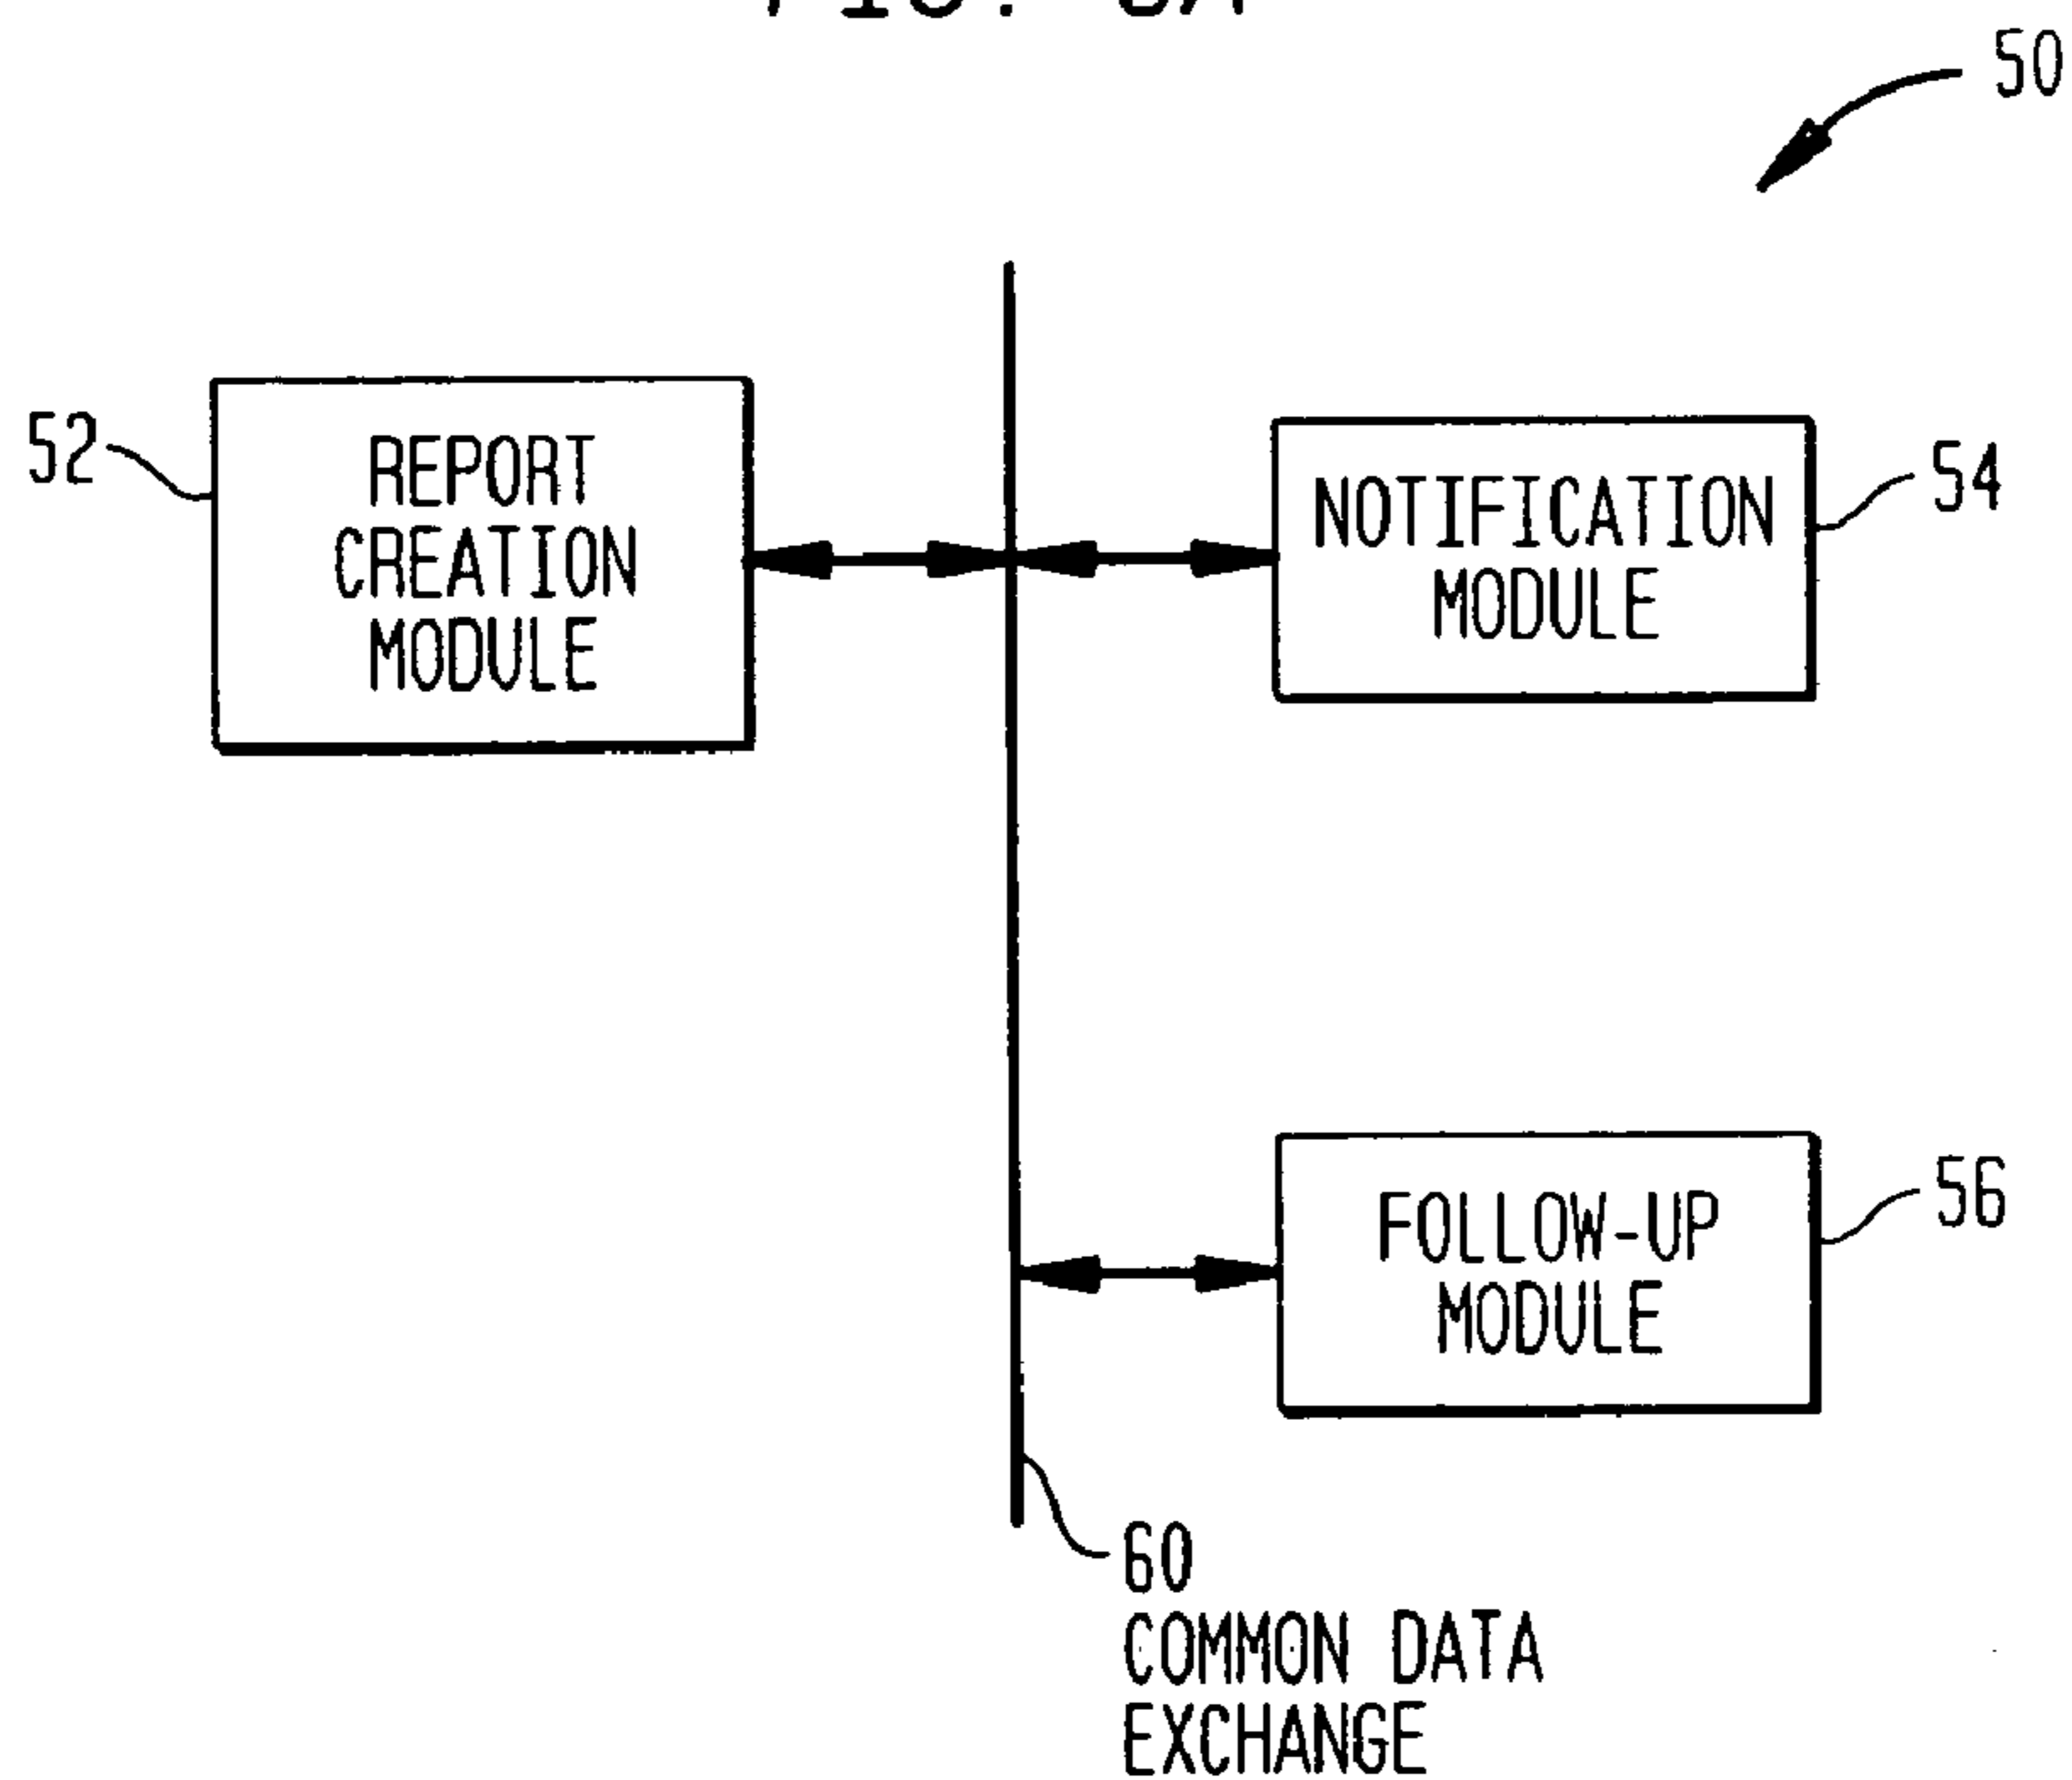 50
52
REPORT
CREATION
MODULE
NOTIFICATION
MODULE
54
FOLLOW-UP
MODULE
56
60
COMMON DATA
EXCHANGE